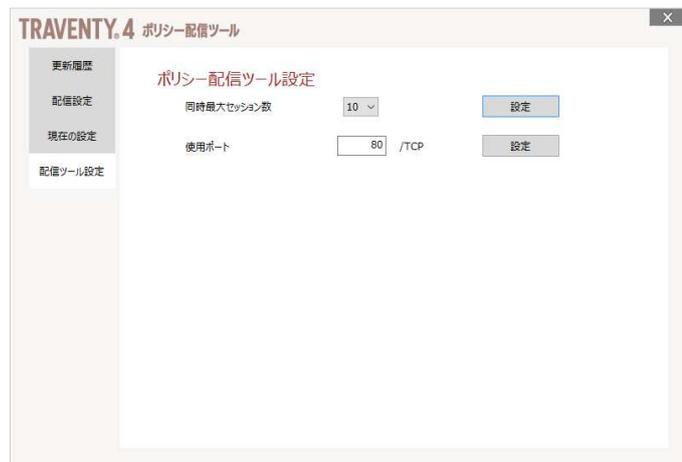 TRAVENTY® 4 ポリシー配信ツール
更新履歴
配信設定
現在の設定
配信ツール設定
ポリシー配信ツール設定
同時最大セッション数 10 設定
使用ポート 80 /TCP 設定